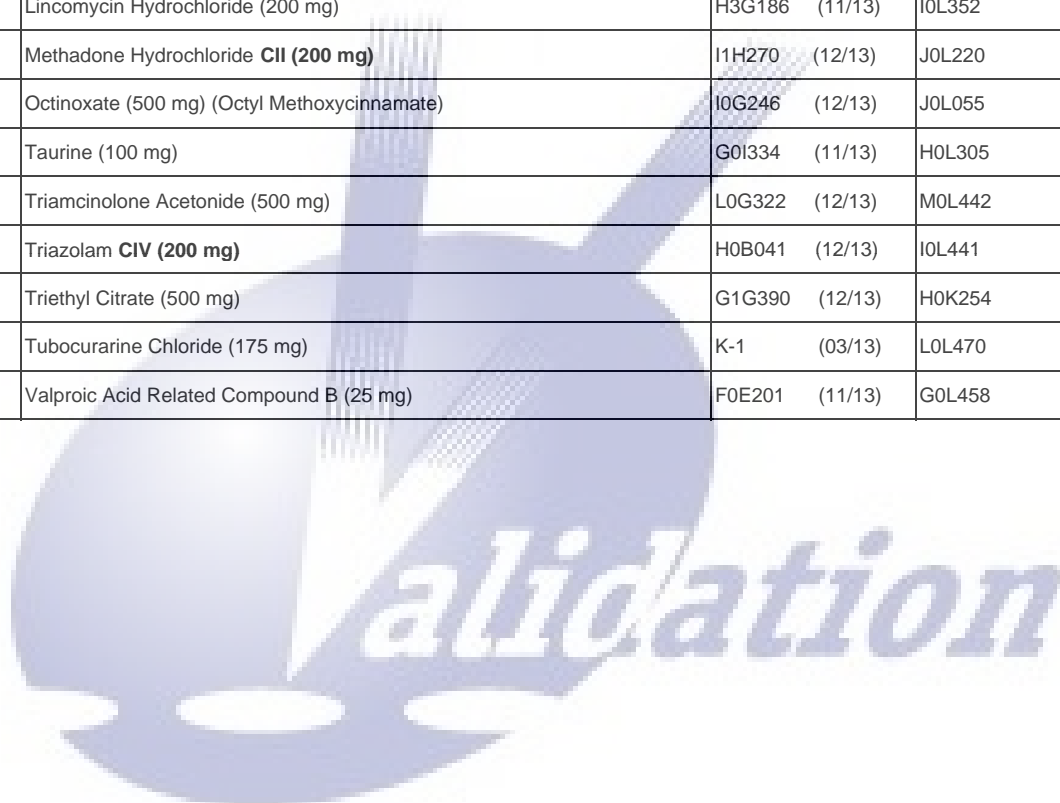 Lincomycin Hydrochloride (200 mg) H3G186 (11/13) I0L352
Methadone Hydrochloride CII (200 mg) I1H270 (12/13) J0L220
Octinoxate (500 mg) (Octyl Methoxycinnamate) I0G246 (12/13) J0L055
Taurine (100 mg) G0I334 (11/13) H0L305
Triamcinolone Acetonide (500 mg) L0G322 (12/13) M0L442
Triazolam CIV (200 mg) H0B041 (12/13) I0L441
Triethyl Citrate (500 mg) G1G390 (12/13) H0K254
Tubocurarine Chloride (175 mg) K-1 (03/13) L0L470
Valproic Acid Related Compound B (25 mg) F0E201 (11/13) G0L458
Validation